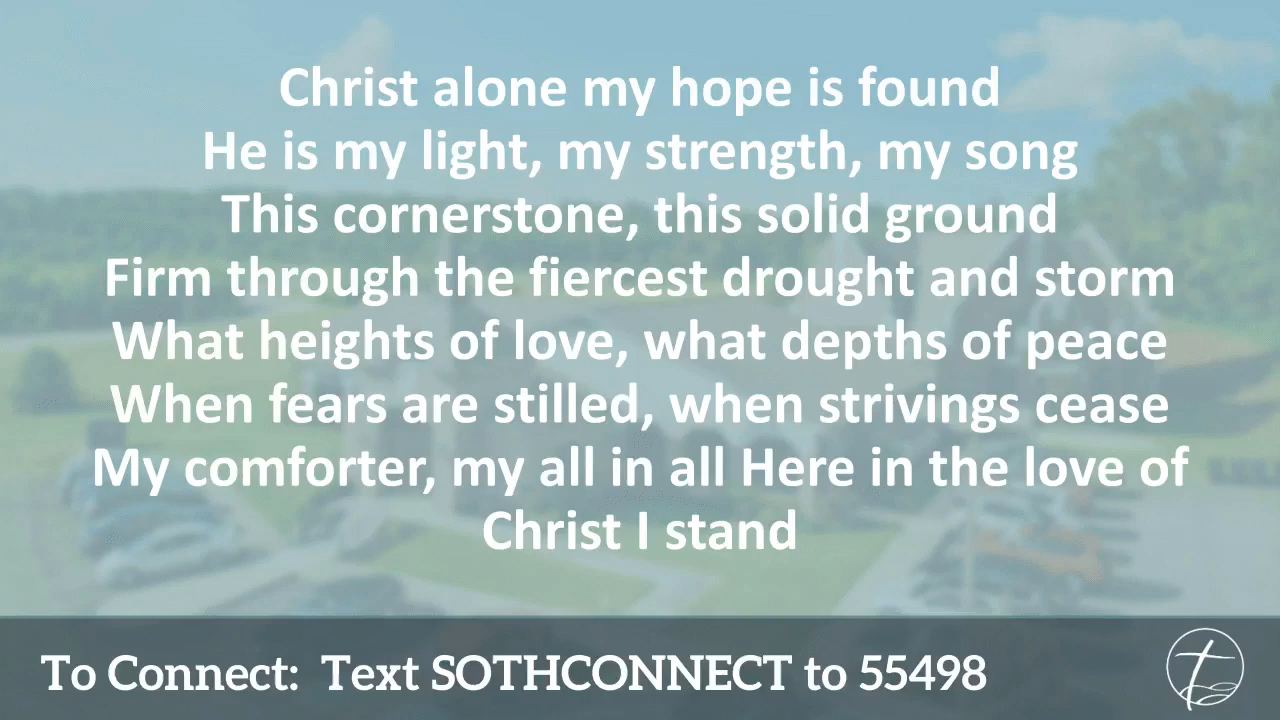 Christ alone my hope is found
He is my light, my strength, my song
This cornerstone, this solid ground
Firm through the fiercest drought and storm
What heights of love, what depths of peace
When fears are stilled, when strivings cease
My comforter, my all in all Here in the love of
Christ I stand
To Connect: Text SOTHCONNECT to 55498